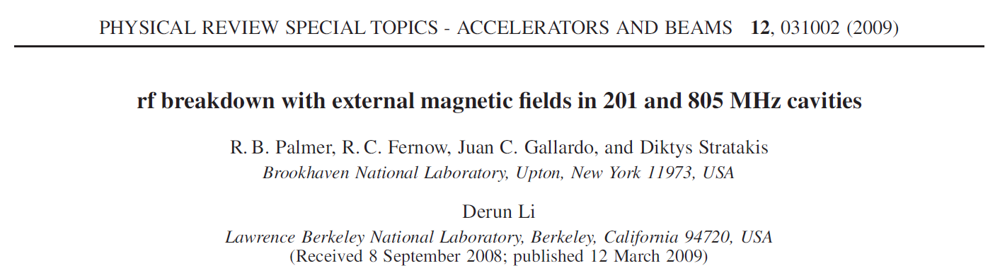 PHYSICAL REVIEW SPECIAL TOPICS - ACCELERATORS AND BEAMS 12, 031002 (2009)
rf breakdown with external magnetic fields in 201 and 805 MHz cavities
R. B. Palmer, R. C. Fernow, Juan C. Gallardo, and Diktys Stratakis
Brookhaven National Laboratory, Upton, New York 11973, USA
Derun Li
Lawrence Berkeley National Laboratory, Berkeley, California 94720, USA
(Received 8 September 2008; published 12 March 2009)